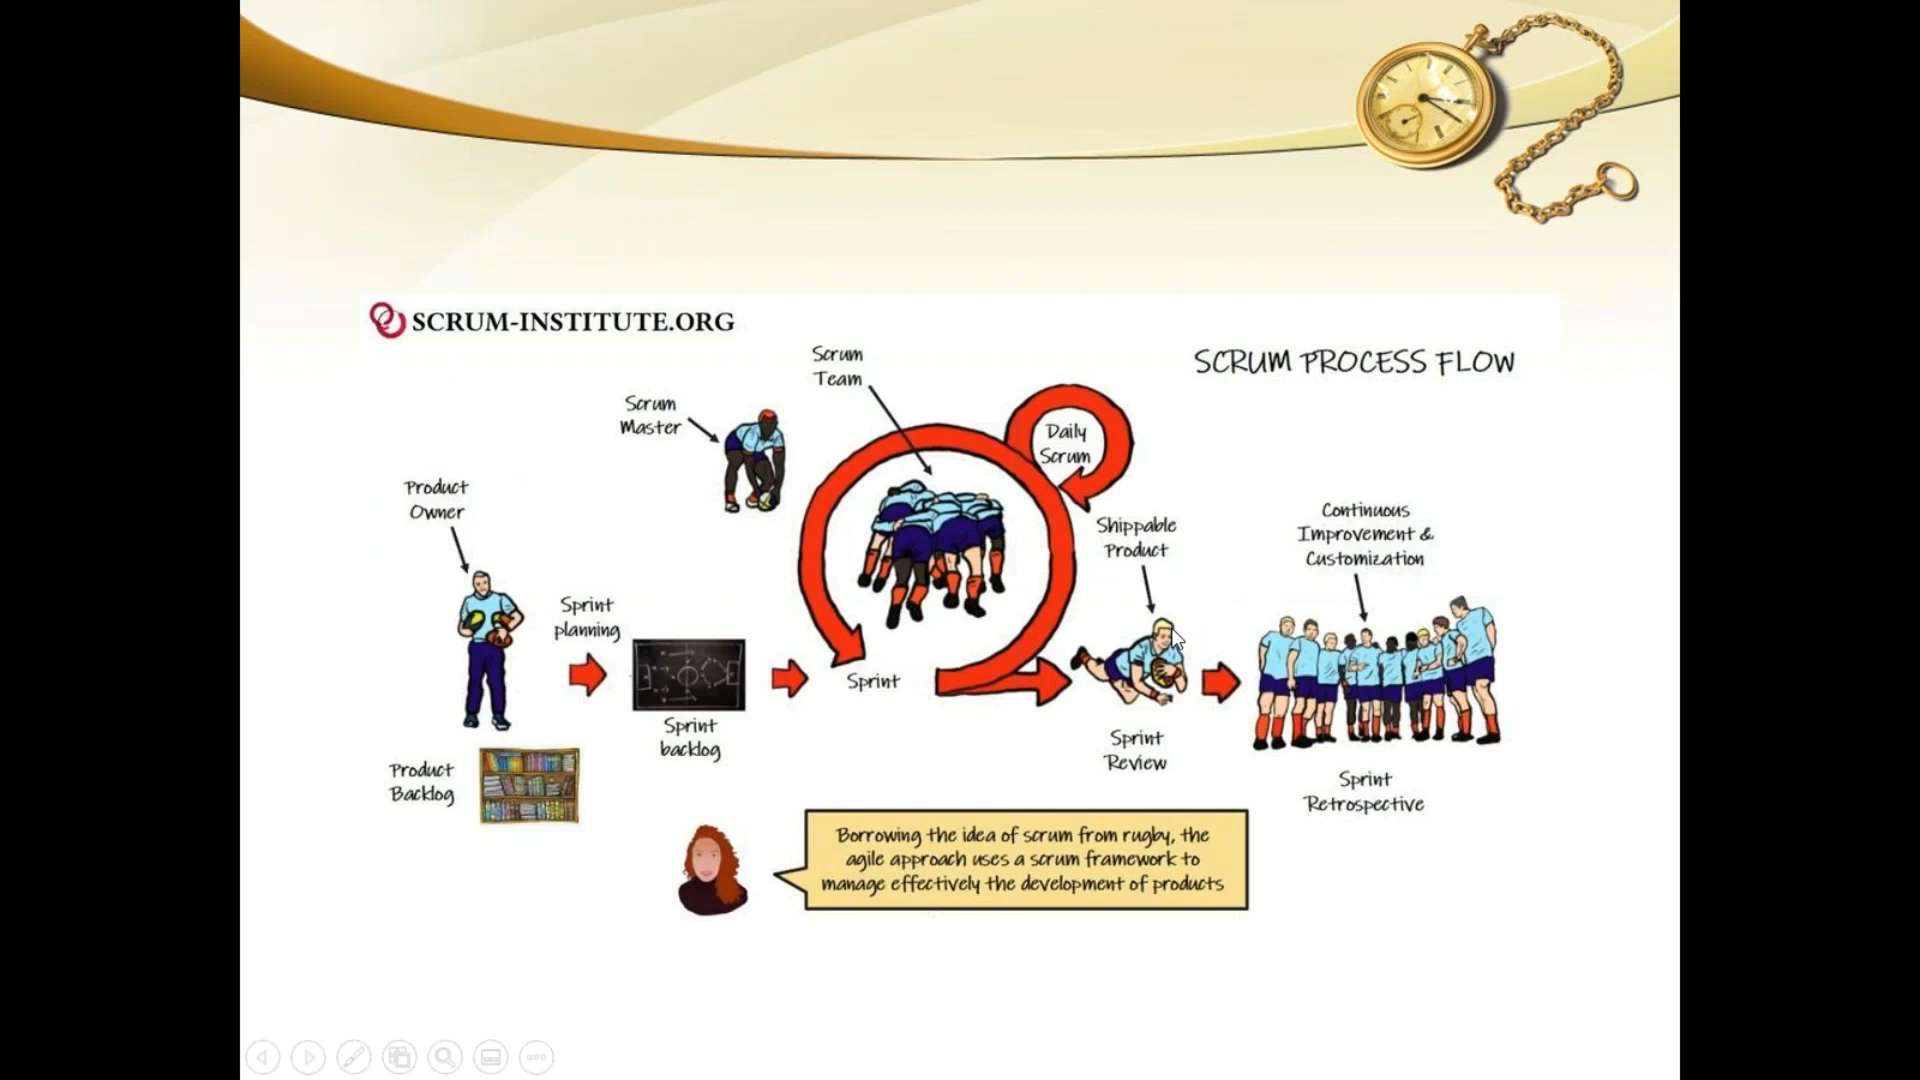 SCRUM-INSTITUTE.ORG
SCRUM PROCESS FLOW
Scrum
Team
Scrum
Master
Daily
Scrum
Product
Owner
Continuous
Improvement &
Customization
Shippable
Product
Sprint
planning
Sprint
Sprint
backlog
Sprint
Review
Product
Backlog
Sprint
Retrospective
Borrowing the idea of scrum from rugby, the
agile approach uses a scrum framework to
manage effectively the development of products